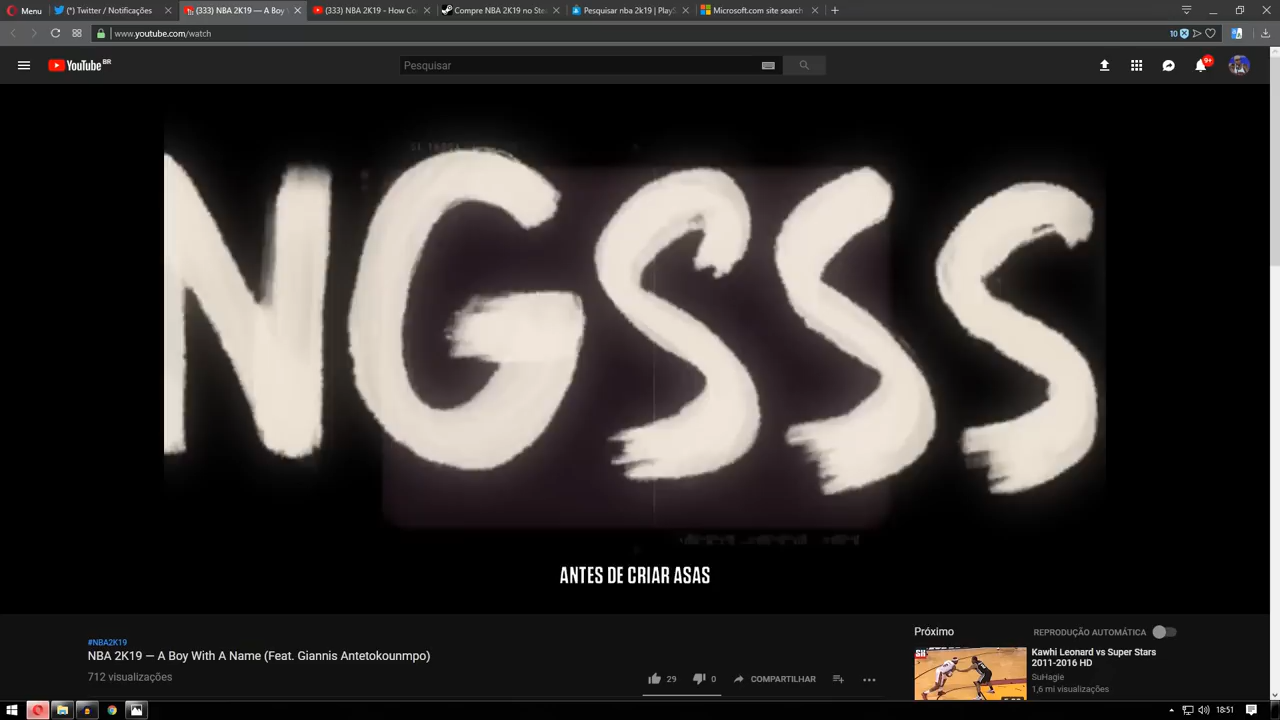 Menu
(*) Twitter / Notificações
(333) NBA 2K19 — A Boy W
(333) NBA 2K19 - How Co
Compre NBA 2K19 no Ste
Pesquisar nba 2k19 | PlayS
Microsoft.com site search
www.youtube.com/watch
10
YouTube BR
Pesquisar
9+
NGSSS
ANTES DE CRIAR ASAS
#NBA2K19
NBA 2K19 — A Boy With A Name (Feat. Giannis Antetokounmpo)
712 visualizações
29
0
COMPARTILHAR
Próximo
REPRODUÇÃO AUTOMÁTICA
Kawhi Leonard vs Super Stars
2011-2016 HD
SuHagie
1,6 mi visualizações
18:51